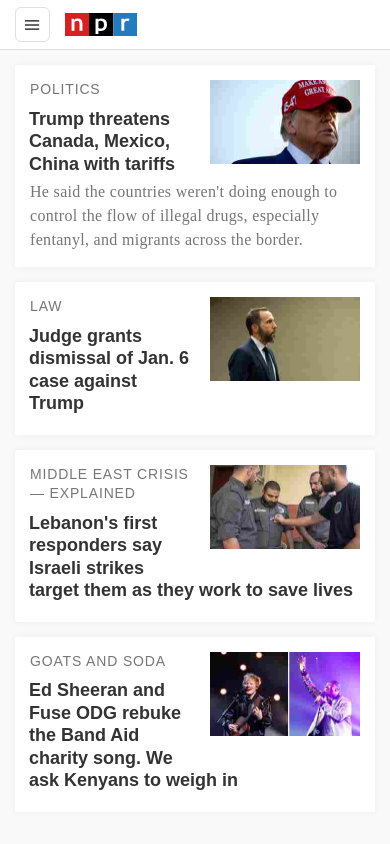 npr
POLITICS
Trump threatens
Canada, Mexico,
China with tariffs
He said the countries weren't doing enough to
control the flow of illegal drugs, especially
fentanyl, and migrants across the border.
LAW
Judge grants
dismissal of Jan. 6
case against
Trump
MIDDLE EAST CRISIS
— EXPLAINED
Lebanon's first
responders say
Israeli strikes
target them as they work to save lives
GOATS AND SODA
Ed Sheeran and
Fuse ODG rebuke
the Band Aid
charity song. We
ask Kenyans to weigh in